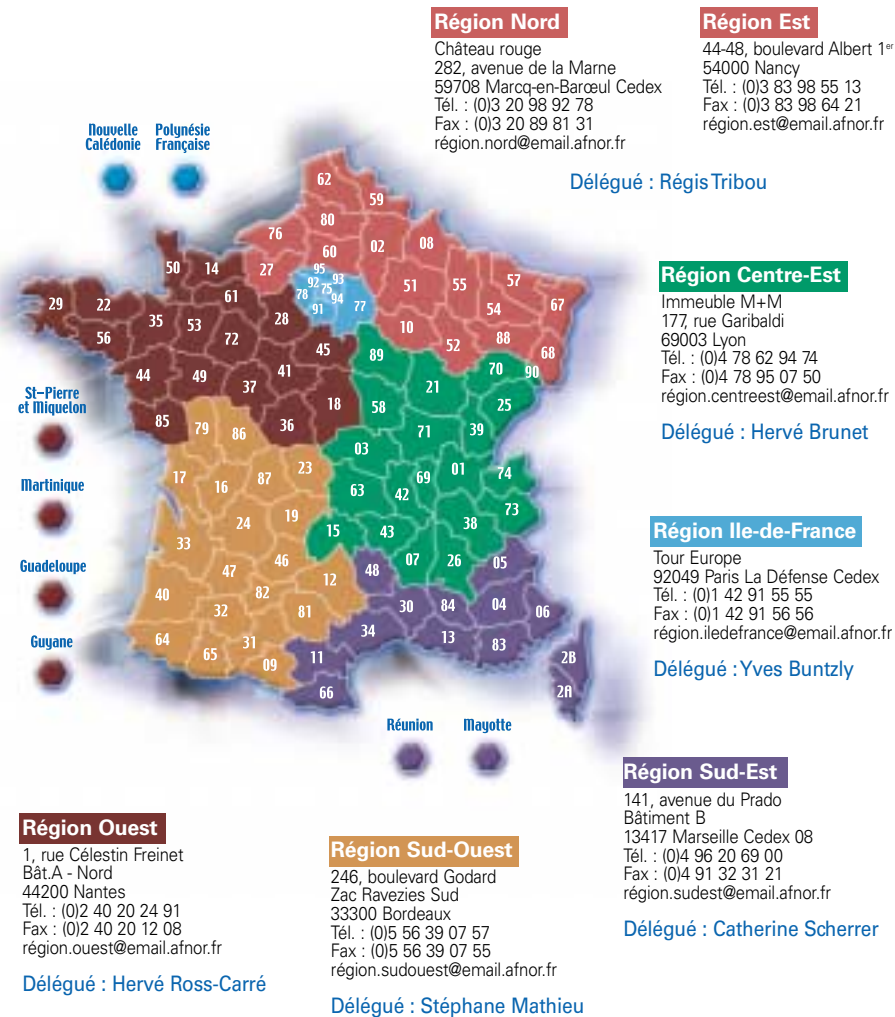 Région Nord
Château rouge
282, avenue de la Marne
59708 Marcq-en-Barœul Cedex
Tél. : (0)3 20 98 92 78
Fax : (0)3 20 89 81 31
région.nord@email.afnor.fr
Région Est
44-48, boulevard Albert 1er
54000 Nancy
Tél. : (0)3 83 98 55 13
Fax : (0)3 83 98 64 21
région.est@email.afnor.fr
Délégué : Régis Tribou
Nouvelle
Calédonie
Polynésie
Française
62
59
80
76
60
02
08
27
95
92
93
78
75
94
91
77
51
55
57
54
67
10
52
88
68
50
14
61
29
22
35
53
28
56
72
45
44
49
41
37
85
36
18
89
70
90
21
25
58
71
39
03
69
01
74
63
42
73
38
15
43
07
26
79
86
17
16
87
23
24
19
33
46
47
12
40
82
32
81
64
65
31
09
48
05
30
84
04
06
34
13
83
11
66
2B
2A
St-Pierre
et Miquelon
Martinique
Guadeloupe
Guyane
Réunion
Mayotte
Région Centre-Est
Immeuble M+M
177, rue Garibaldi
69003 Lyon
Tél. : (0)4 78 62 94 74
Fax : (0)4 78 95 07 50
région.centreest@email.afnor.fr
Délégué : Hervé Brunet
Région Ile-de-France
Tour Europe
92049 Paris La Défense Cedex
Tél. : (0)1 42 91 55 55
Fax : (0)1 42 91 56 56
région.iledefrance@email.afnor.fr
Délégué : Yves Buntzly
Région Sud-Est
141, avenue du Prado
Bâtiment B
13417 Marseille Cedex 08
Tél. : (0)4 96 20 69 00
Fax : (0)4 91 32 31 21
région.sudest@email.afnor.fr
Délégué : Catherine Scherrer
Région Ouest
1, rue Célestin Freinet
Bât.A - Nord
44200 Nantes
Tél. : (0)2 40 20 24 91
Fax : (0)2 40 20 12 08
région.ouest@email.afnor.fr
Délégué : Hervé Ross-Carré
Région Sud-Ouest
246, boulevard Godard
Zac Ravezies Sud
33300 Bordeaux
Tél. : (0)5 56 39 07 57
Fax : (0)5 56 39 07 55
région.sudouest@email.afnor.fr
Délégué : Stéphane Mathieu